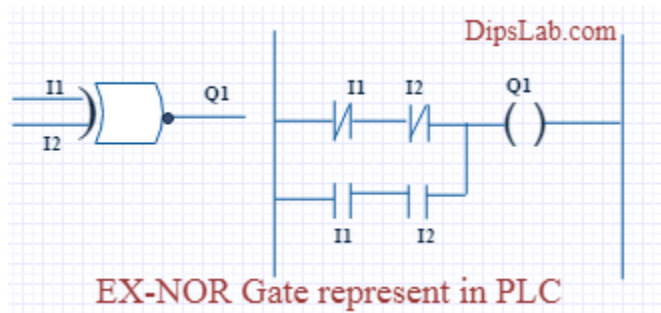 DipsLab.com
I1
I2
Q1
I1
I2
Q1
I1
I2
EX-NOR Gate represent in PLC